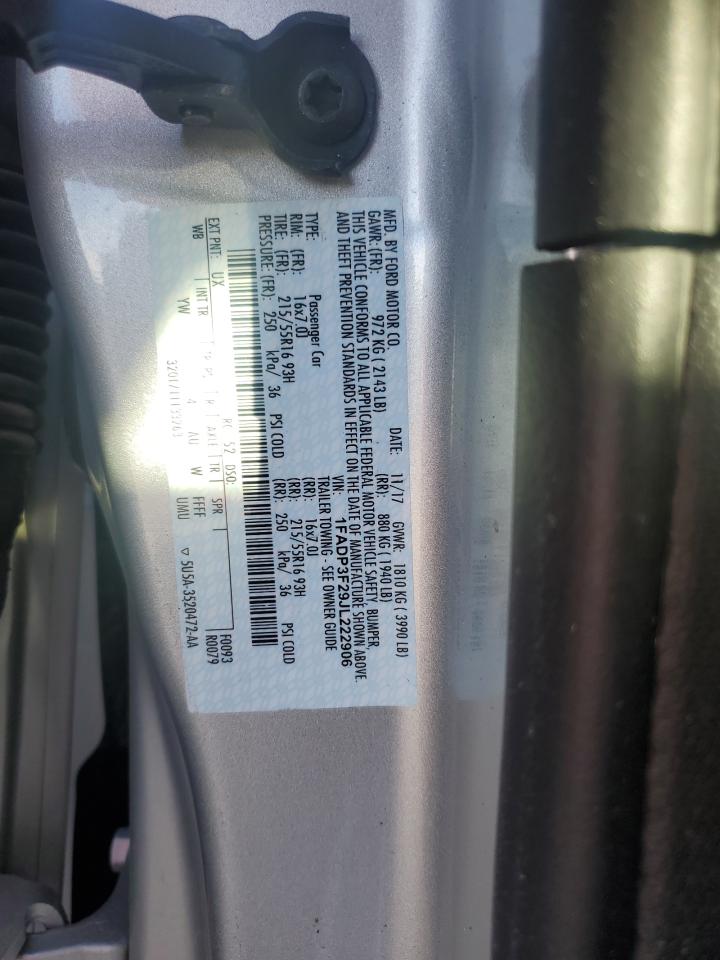 MFD. BY FORD MOTOR CO.
DATE: 11/17 GVWR: 1810 KG ( 3990 LB)
GAWR: (FR): 972 KG ( 2143 LB) (RR): 880 KG ( 1940 LB)
THIS VEHICLE CONFORMS TO ALL APPLICABLE FEDERAL MOTOR VEHICLE SAFETY, BUMPER,
AND THEFT PREVENTION STANDARDS IN EFFECT ON THE DATE OF MANUFACTURE SHOWN ABOVE.
VIN: 1FADP3F29JL222906
TYPE: Passenger Car TRAILER TOWING - SEE OWNER GUIDE
RIM: (FR): 16x7.0J (RR): 16x7.0J
TIRE: (FR): 215/55R16 93H (RR): 215/55R16 93H
PRESSURE: (FR): 250 kPa/ 36 PSI COLD (RR): 250 kPa/ 36 PSI COLD
F0093
R0079
RC: 52 DSO:
EXT PNT: UX INT TR AXLE TR SPR
WB YW 4 AU W FFFF UMU
5USA-3520472-AA